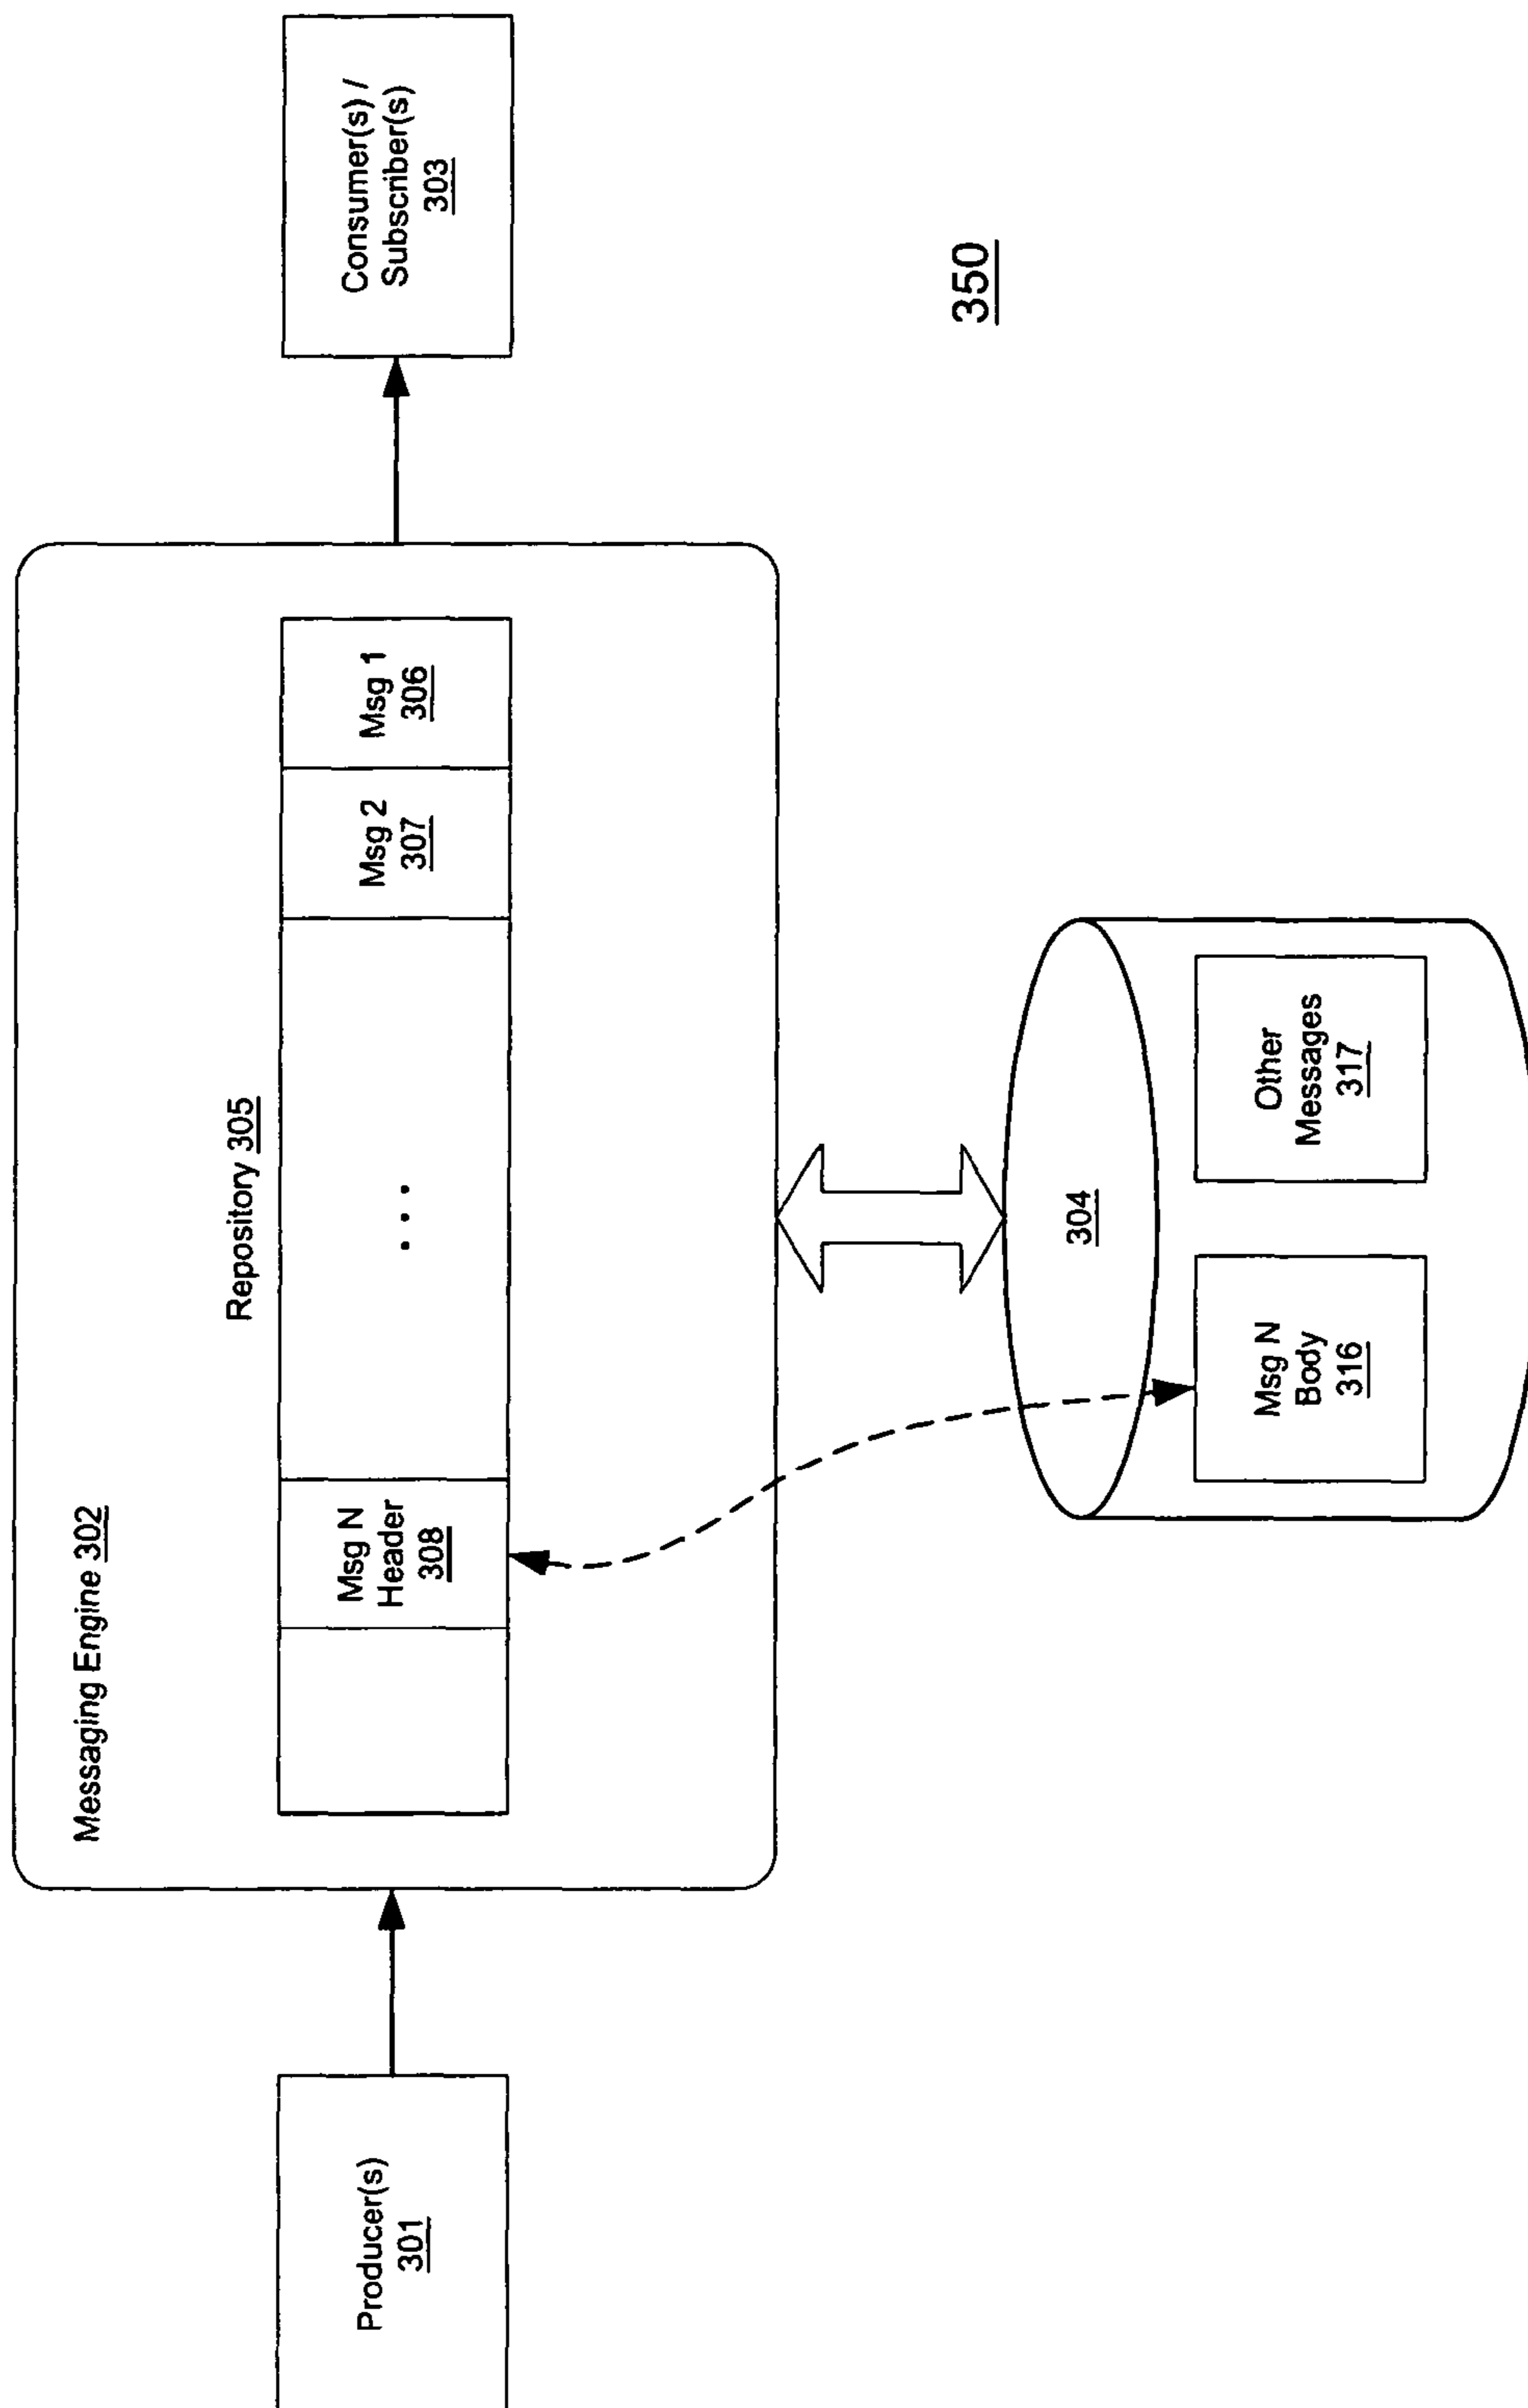 Messaging Engine 302
Repository 305
Producer(s)
301
Msg N
Header
308
. . .
Msg 2
307
Msg 1
306
Consumer(s) /
Subscriber(s)
303
304
Msg N
Body
316
Other
Messages
317
350